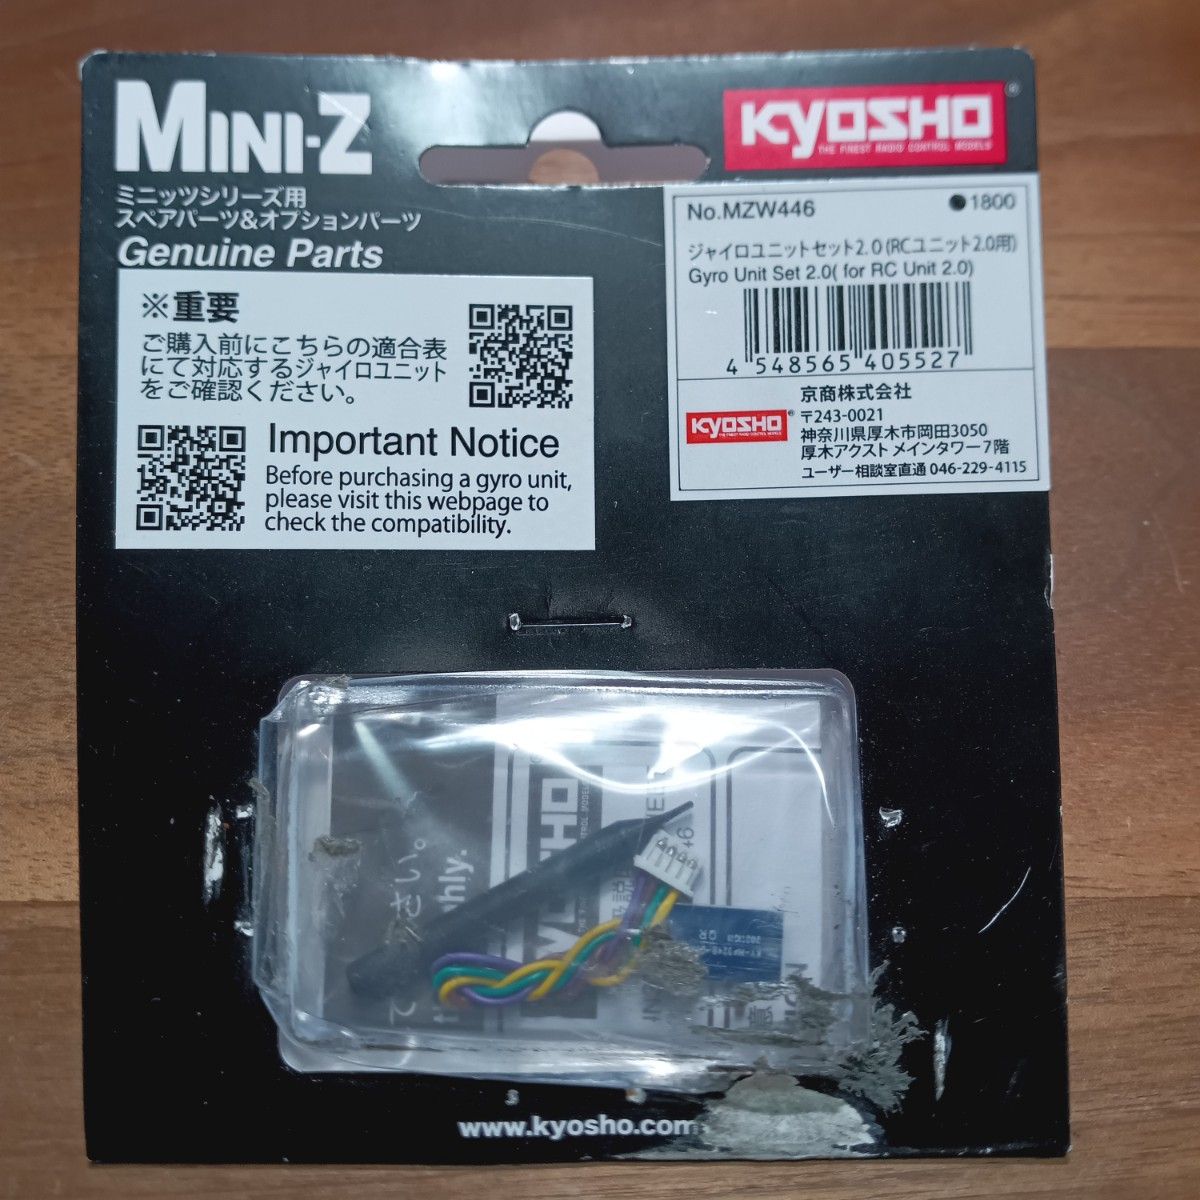 MINI-Z
ミニッツシリーズ用
スペアパーツ&オプションパーツ
Genuine Parts
KYOSHO®
THE FINEST RADIO CONTROL MODELS
No.MZW446 ●1800
ジャイロユニットセット2.0(RCユニット2.0用)
Gyro Unit Set 2.0( for RC Unit 2.0)
4 548565 405527
KYOSHO®
THE FINEST RADIO CONTROL MODELS
京商株式会社
〒243-0021
神奈川県厚木市岡田3050
厚木アクスト メインタワー7階
ユーザー相談室直通 046-229-4115
※重要
ご購入前にこちらの適合表
にて対応するジャイロユニット
をご確認ください。
Important Notice
Before purchasing a gyro unit,
please visit this webpage to
check the compatibility.
www.kyosho.com